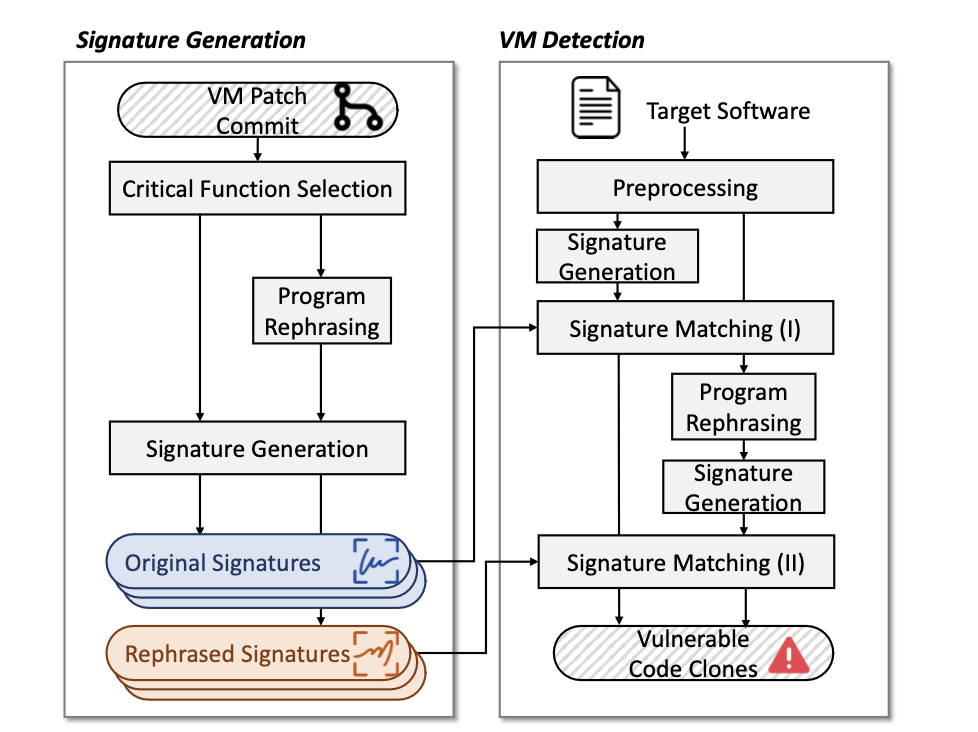 Signature Generation
VM Patch
Commit
Critical Function Selection
Program
Rephrasing
Signature Generation
Original Signatures
Rephrased Signatures
VM Detection
Target Software
Preprocessing
Signature
Generation
Signature Matching (I)
Program
Rephrasing
Signature
Generation
Signature Matching (II)
Vulnerable
Code Clones